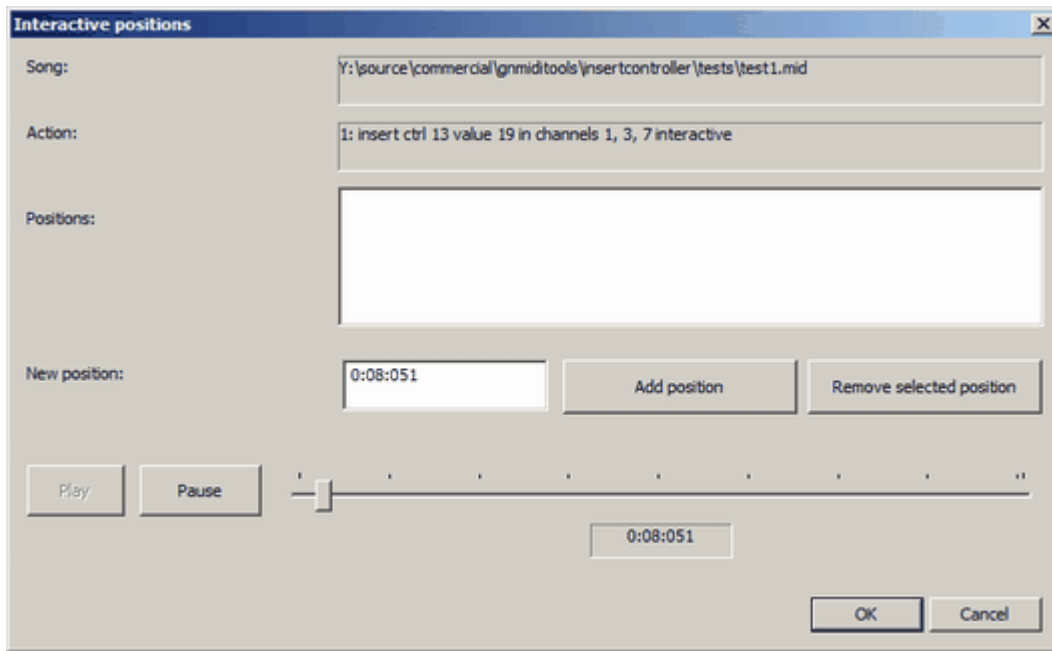 Interactive positions
Song:
Y:\source\commercial\gnmiditools\insertcontroller\tests\test1.mid
Action:
1: insert ctrl 13 value 19 in channels 1, 3, 7 interactive
Positions:
New position:
0:08:051
Add position
Remove selected position
Play
Pause
0:08:051
OK
Cancel